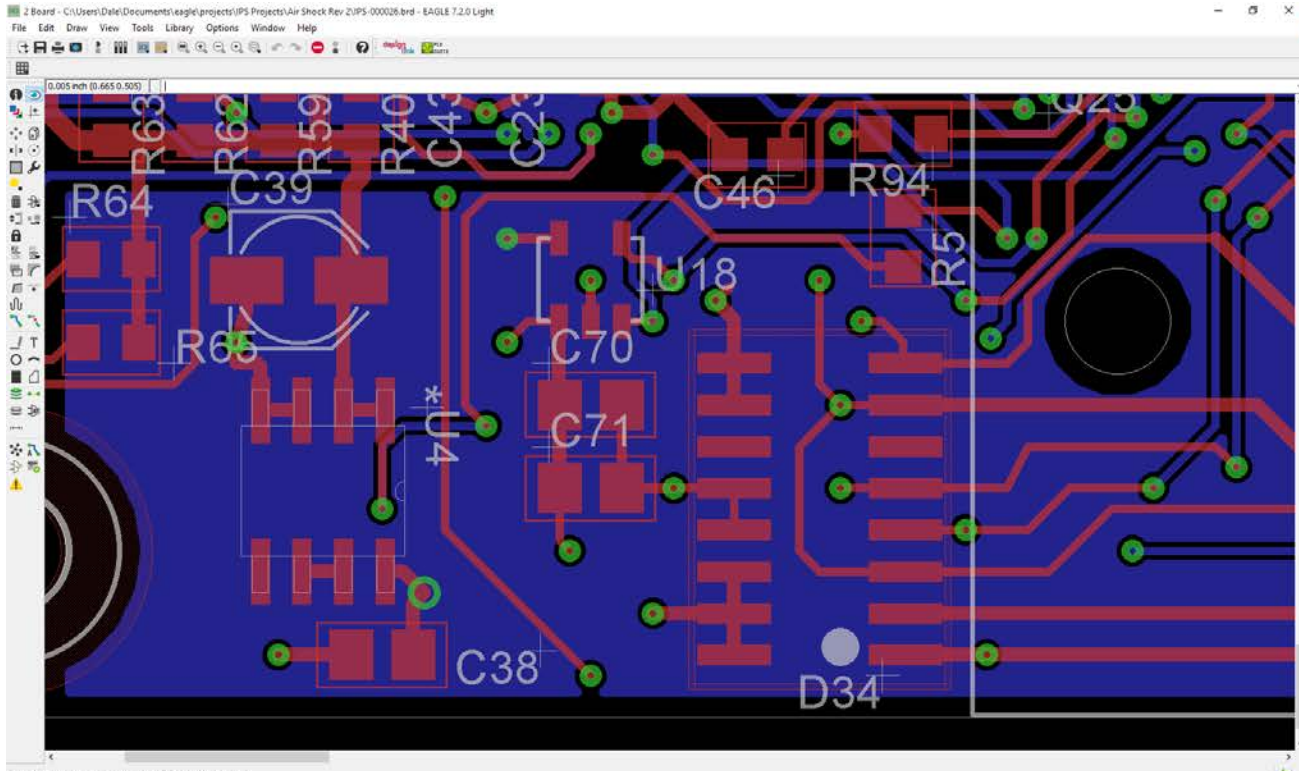 2 Board - C:\Users\Dale\Documents\eagle\projects\JPS Projects\Air Shock Rev 2\JPS-000026.brd - EAGLE 7.2.0 Light
File Edit Draw View Tools Library Options Window Help
0.005 inch (0.665 0.505)
R63
R62
R59
R40
C43
C23
Q25
R64
C39
C46
R94
R5
U18
R65
C70
U4*
C71
C38
D34